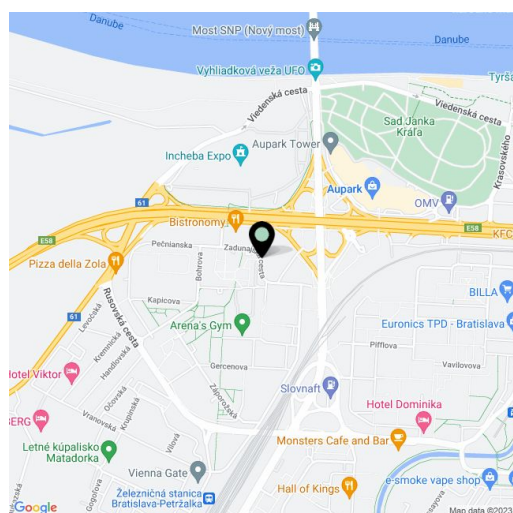 Danube
Most SNP (Nový most)
Danube
Vyhliadková veža UFO
Tyrša
Viedenská cesta
Viedenská cesta
Sad Janka
Kráľa
Krasovského
Aupark Tower
Incheba Expo
Aupark
OMV
61
E58
Bistronomy
E58
KFC
Pečnianska
Zadunaj
cesta
Pizza della Zola
Bohrova
BILLA
Rusovská cesta
Kapicova
61
Levočská
Arena's Gym
Euronics TPD - Bratislava
Kremnická
Handlovská
Pifflova
Gercenova
Vavilovova
Hotel Viktor
Slovnaft
Očovská
Záporožská
Hotel Dominika
BERG
Vranovská
Krupinská
Letné kúpalisko
Matadorka
Vilová
Monsters Cafe and Bar
Vienna Gate
Gogoľova
e-smoke vape shop
Hall of Kings
Železničná stanica
Bratislava-Petržalka
Google
Map data ©2023